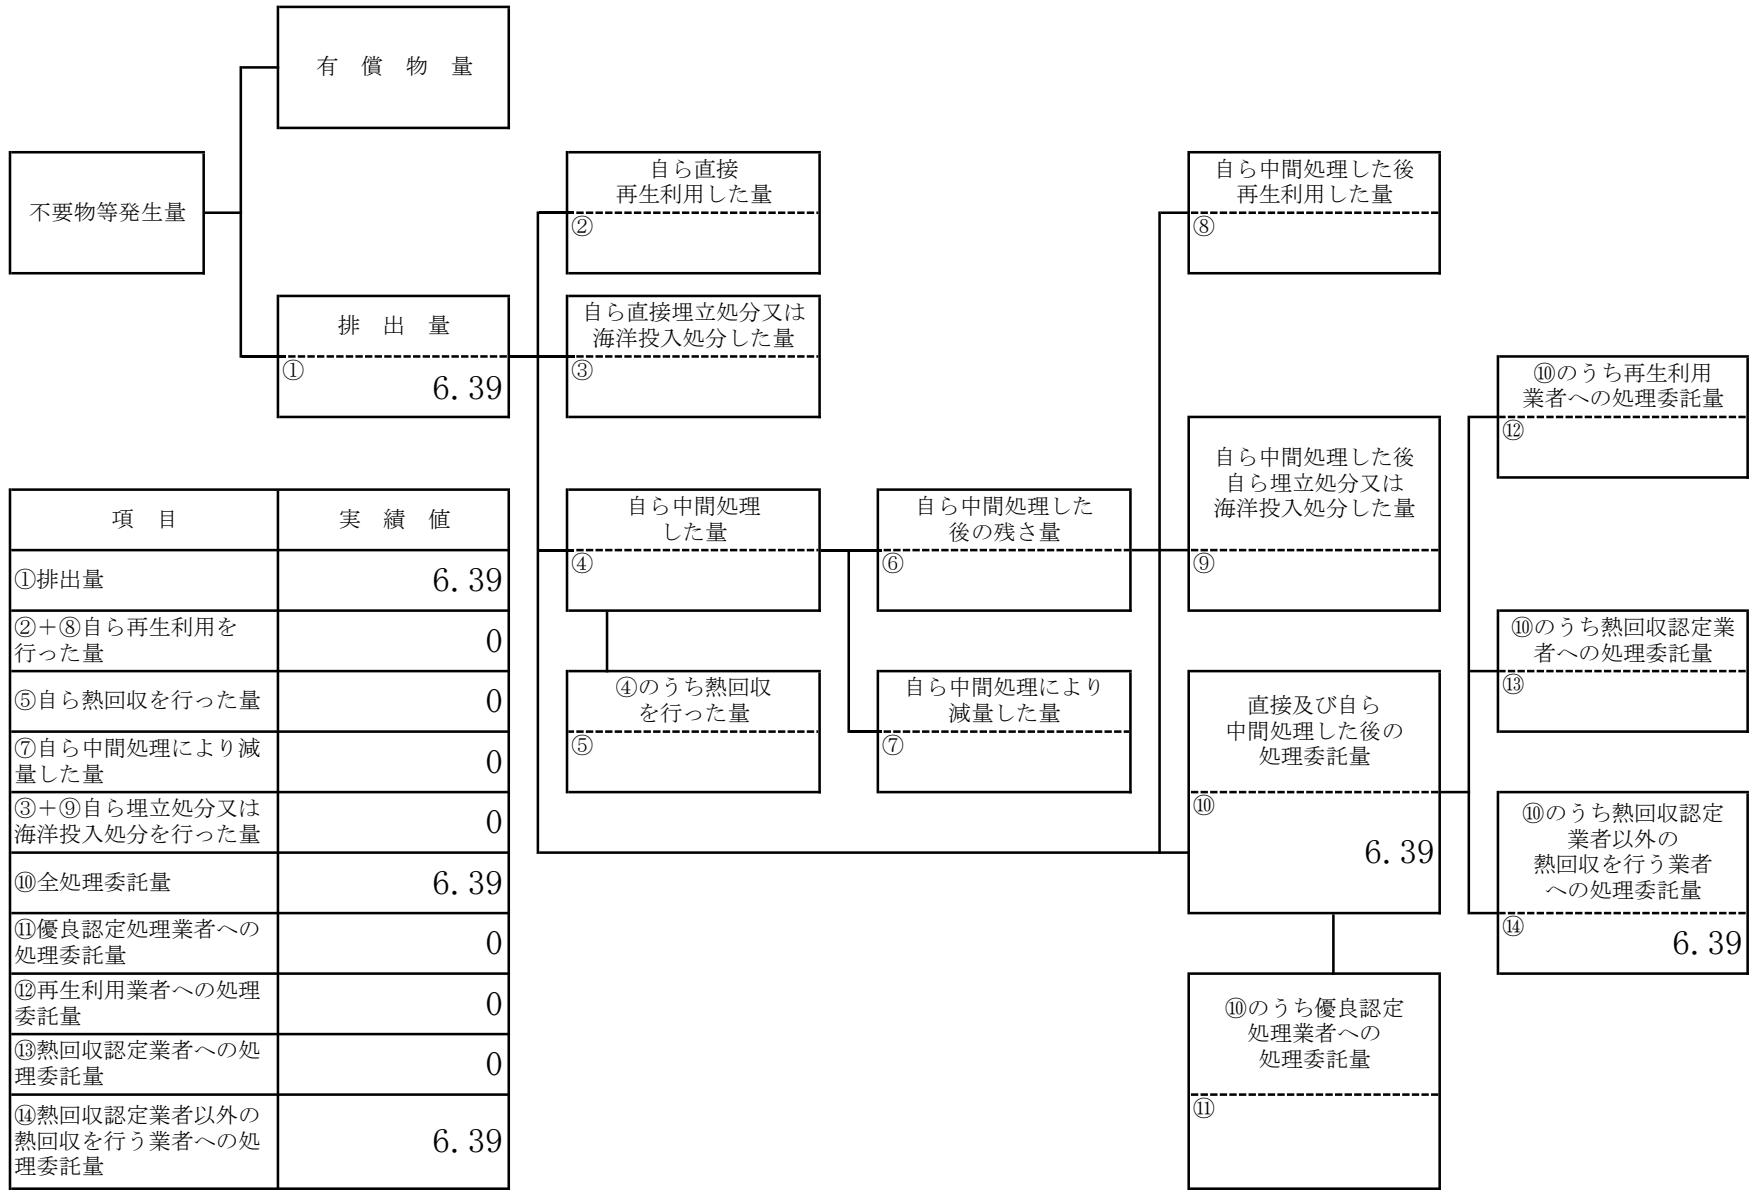 有　償　物　量
不要物等発生量
排　出　量
①
6.39
自ら直接
再生利用した量
②
自ら直接埋立処分又は
海洋投入処分した量
③
自ら中間処理
した量
④
④のうち熱回収
を行った量
⑤
自ら中間処理した
後の残さ量
⑥
自ら中間処理により
減量した量
⑦
自ら中間処理した後
再生利用した量
⑧
自ら中間処理した後
自ら埋立処分又は
海洋投入処分した量
⑨
直接及び自ら
中間処理した後の
処理委託量
⑩
6.39
⑩のうち優良認定
処理業者への
処理委託量
⑪
⑩のうち再生利用
業者への処理委託量
⑫
⑩のうち熱回収認定業
者への処理委託量
⑬
⑩のうち熱回収認定
業者以外の
熱回収を行う業者
への処理委託量
⑭
6.39
項　目
実　績　値
①排出量
6.39
②＋⑧自ら再生利用を
行った量
0
⑤自ら熱回収を行った量
0
⑦自ら中間処理により減
量した量
0
③＋⑨自ら埋立処分又は
海洋投入処分を行った量
0
⑩全処理委託量
6.39
⑪優良認定処理業者への
処理委託量
0
⑫再生利用業者への処理
委託量
0
⑬熱回収認定業者への処
理委託量
0
⑭熱回収認定業者以外の
熱回収を行う業者への処
理委託量
6.39